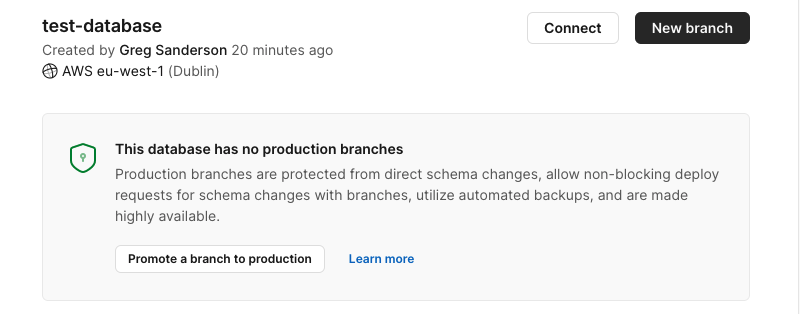 test-database
Connect
New branch
Created by Greg Sanderson 20 minutes ago
AWS eu-west-1 (Dublin)
This database has no production branches
Production branches are protected from direct schema changes, allow non-blocking deploy
requests for schema changes with branches, utilize automated backups, and are made
highly available.
Promote a branch to production
Learn more